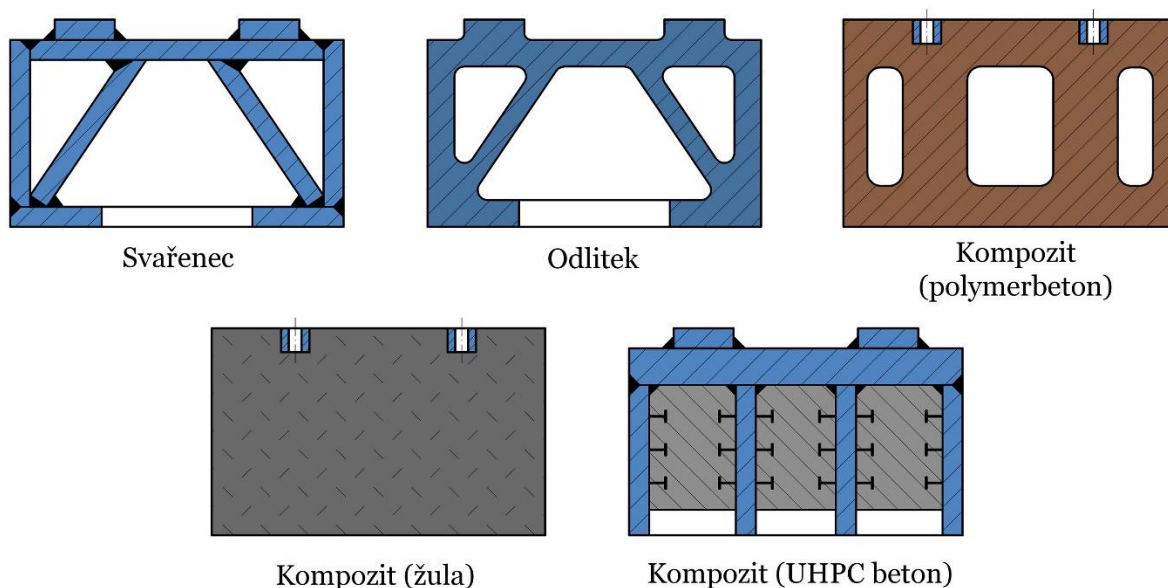 Svařenec
Odlitek
Kompozit
(polymerbeton)
Kompozit (žula)
Kompozit (UHPC beton)